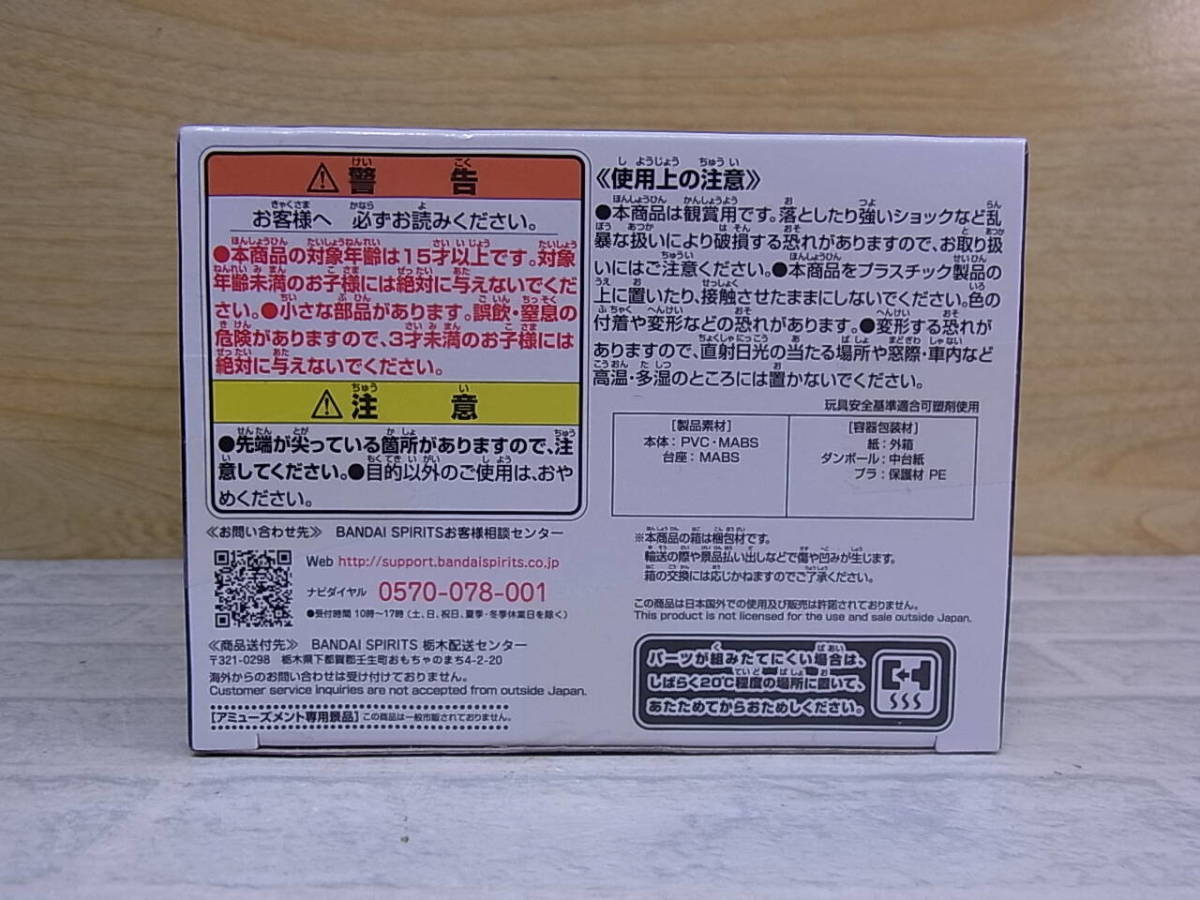 警告
お客様へ 必ずお読みください。
●本商品の対象年齢は15才以上です。対象
年齢未満のお子様には絶対に与えないでくだ
さい。●小さな部品があります。誤飲・窒息の
危険がありますので、3才未満のお子様には
絶対に与えないでください。
注意
●先端が尖っている箇所がありますので、注
意してください。●目的以外のご使用は、おや
めください。
≪お問い合わせ先≫ BANDAI SPIRITSお客様相談センター
Web http://support.bandaispirits.co.jp
ナビダイヤル 0570-078-001
●受付時間 10時〜17時(土、日、祝日、夏季・冬季休業日を除く)
≪商品送付先≫ BANDAI SPIRITS 栃木配送センター
〒321-0298 栃木県下都賀郡壬生町おもちゃのまち4-2-20
海外からのお問い合わせは受け付けておりません。
Customer service inquiries are not accepted from outside Japan.
[アミューズメント専用景品] この商品は一般市販されておりません。
≪使用上の注意≫
●本商品は観賞用です。落としたり強いショックなど乱
暴な扱いにより破損する恐れがありますので、お取り扱
いにはご注意ください。●本商品をプラスチック製品の
上に置いたり、接触させたままにしないでください。色の
付着や変形などの恐れがあります。●変形する恐れが
ありますので、直射日光の当たる場所や窓際・車内など
高温・多湿のところには置かないでください。
玩具安全基準適合可塑剤使用
[製品素材]
本体:PVC・MABS
台座:MABS
[容器包装材]
紙:外箱
ダンボール:中台紙
プラ:保護材 PE
※本商品の箱は梱包材です。
輸送の際や景品払い出しなどで傷や凹みが生じます。
箱の交換には応じかねますのでご了承ください。
この商品は日本国外での使用及び販売は許諾されておりません。
This product is not licensed for the use and sale outside Japan.
パーツが組みたてにくい場合は、
しばらく20℃程度の場所に置いて、
あたためてからおためしください。